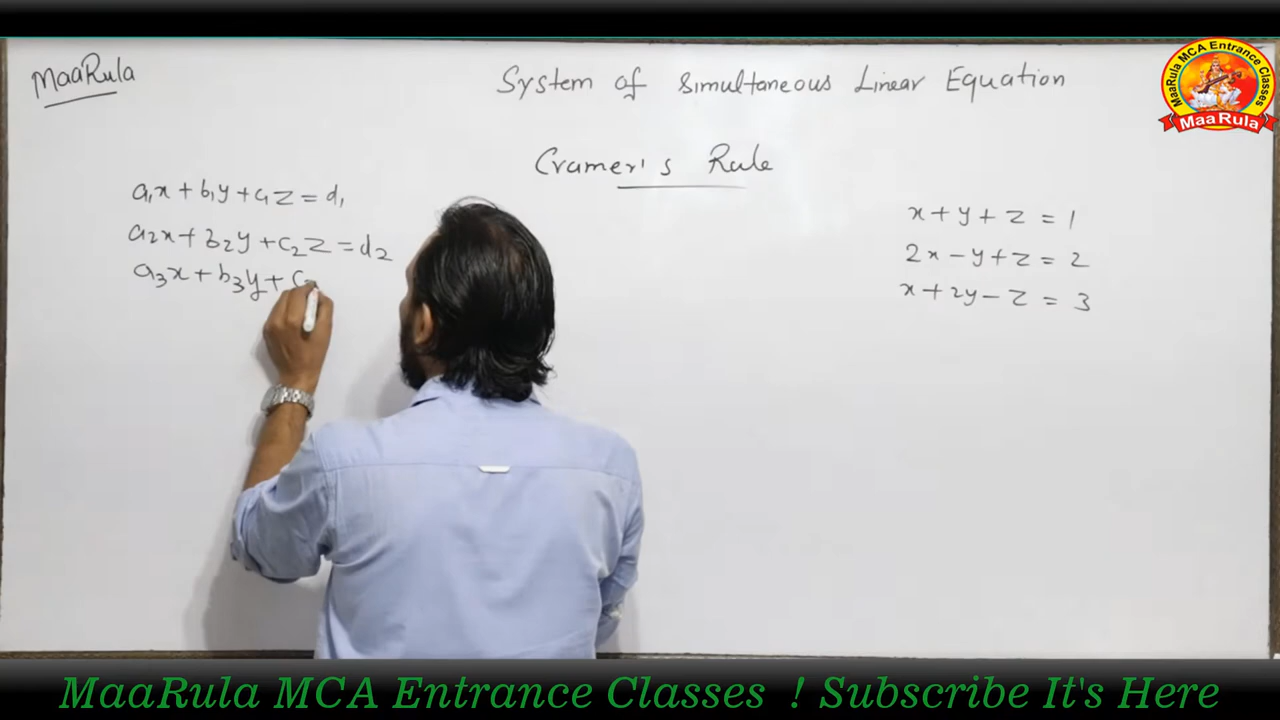 MaaRula
System of Simultaneous Linear Equation
MaaRula MCA Entrance Classes
MaaRula
Cramer's Rule
a₁x + b₁y + c₁z = d₁
a₂x + b₂y + c₂z = d₂
a₃x + b₃y + c
x + y + z = 1
2x - y + z = 2
x + 2y - z = 3
MaaRula MCA Entrance Classes ! Subscribe It's Here